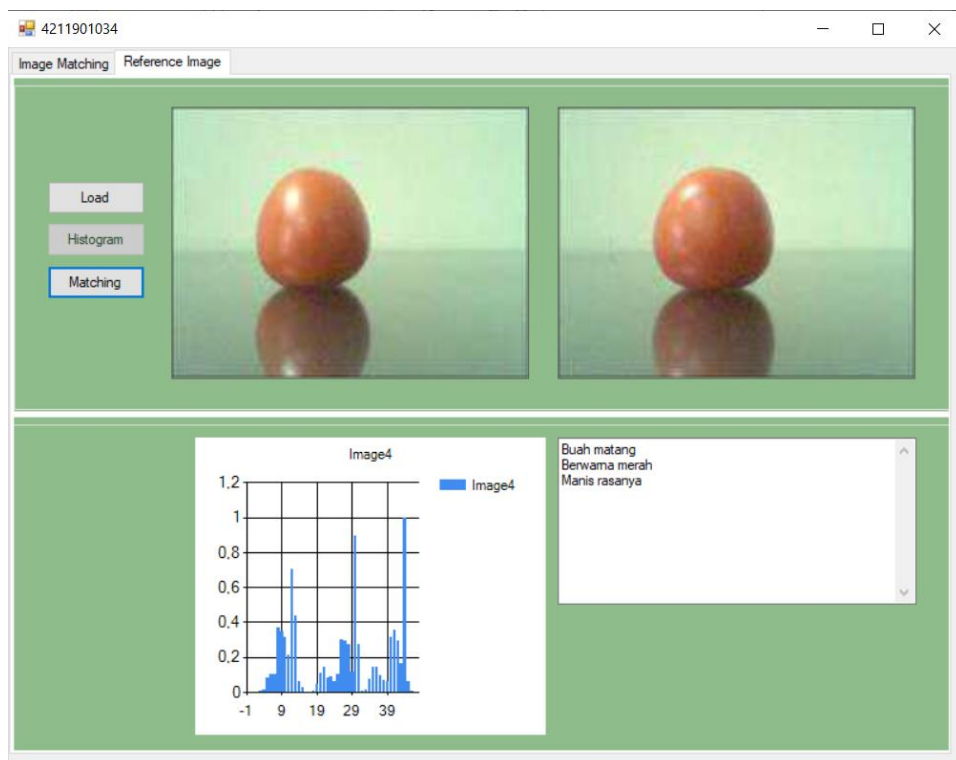 4211901034
Image Matching Reference Image
Load
Histogram
Matching
Image4
Image4
1,2
1
0,8
0,6
0,4
0,2
0
-1 9 19 29 39
Buah matang
Berwarna merah
Manis rasanya